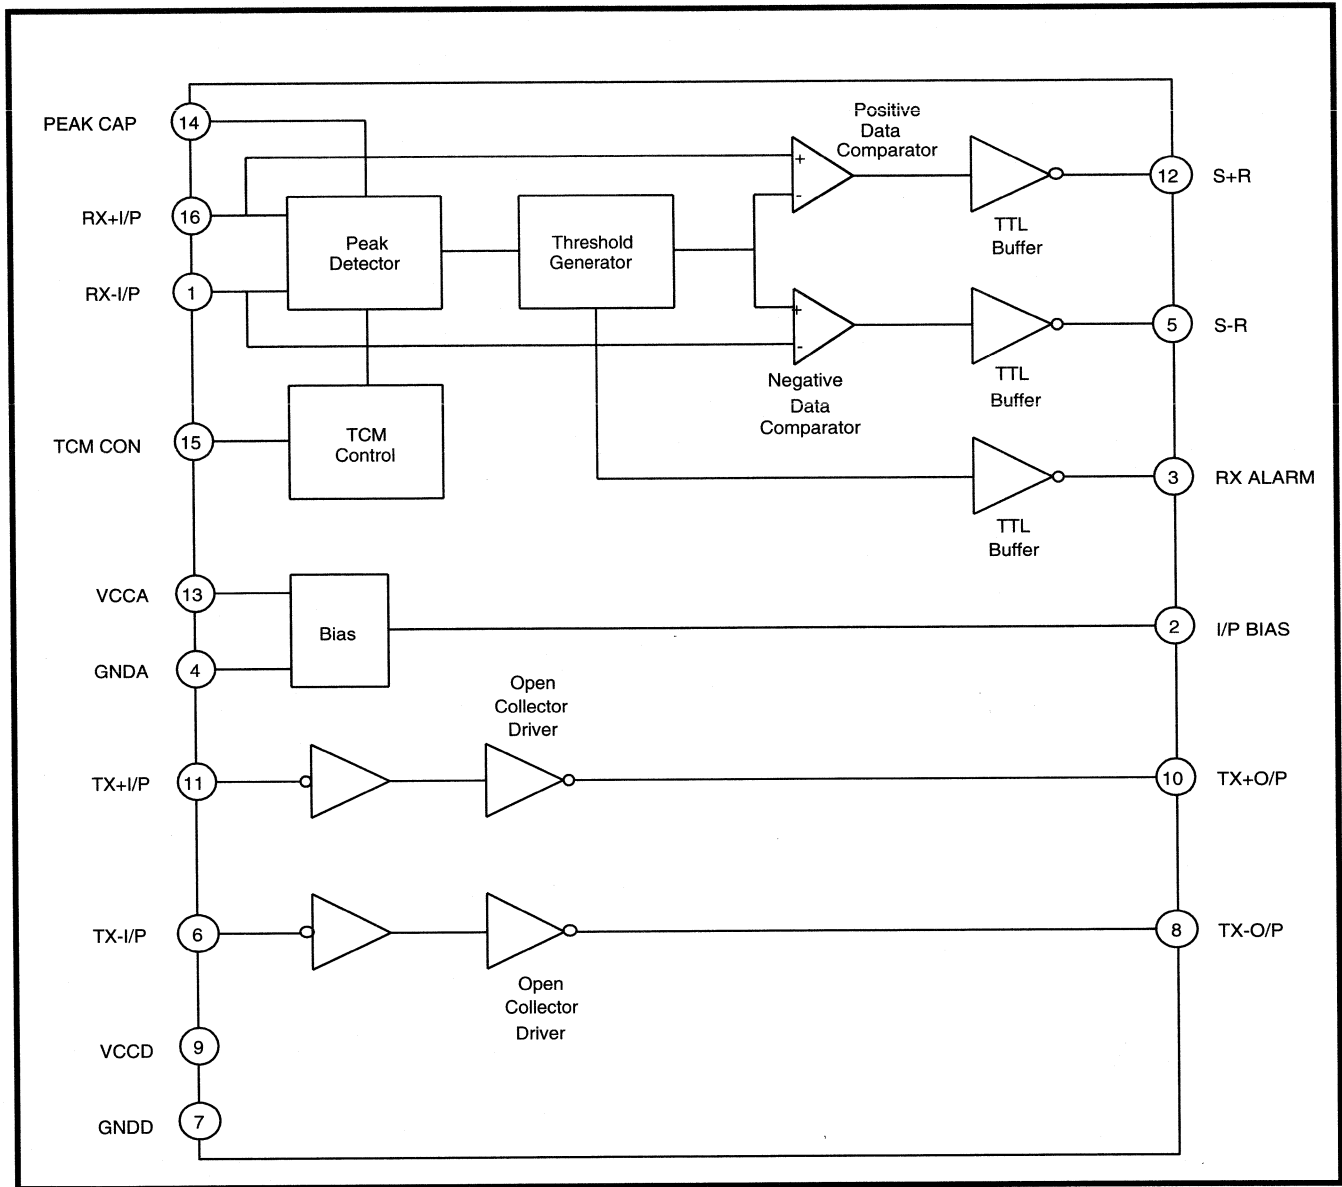 PEAK CAP
14
RX+I/P
16
RX-I/P
1
TCM CON
15
VCCA
13
GNDA
4
TX+I/P
11
TX-I/P
6
VCCD
9
GNDD
7
Peak
Detector
Threshold
Generator
TCM
Control
Bias
Positive
Data
Comparator
+
-
Negative
Data
Comparator
+
-
TTL
Buffer
TTL
Buffer
TTL
Buffer
Open
Collector
Driver
Open
Collector
Driver
12
S+R
5
S-R
3
RX ALARM
2
I/P BIAS
10
TX+O/P
8
TX-O/P